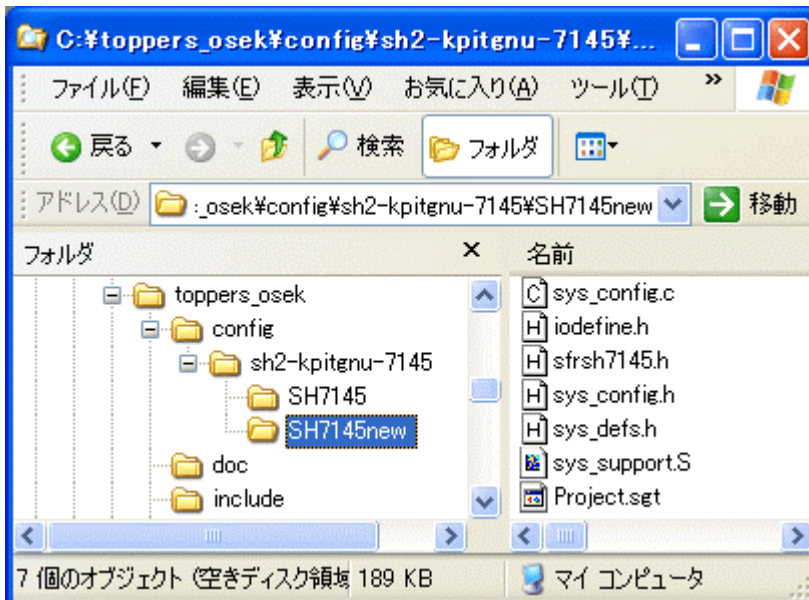 C:¥toppers_osek¥config¥sh2-kpitgnu-7145¥...
ファイル(F) 編集(E) 表示(V) お気に入り(A) ツール(T) »
戻る 検索 フォルダ
アドレス(D) :_osek¥config¥sh2-kpitgnu-7145¥SH7145new 移動
フォルダ × 名前
toppers_osek
config
sh2-kpitgnu-7145
SH7145
SH7145new
doc
include
sys_config.c
iodefine.h
sfrsh7145.h
sys_config.h
sys_defs.h
sys_support.S
Project.sgt
7 個のオブジェクト (空きディスク領域 189 KB マイ コンピュータ